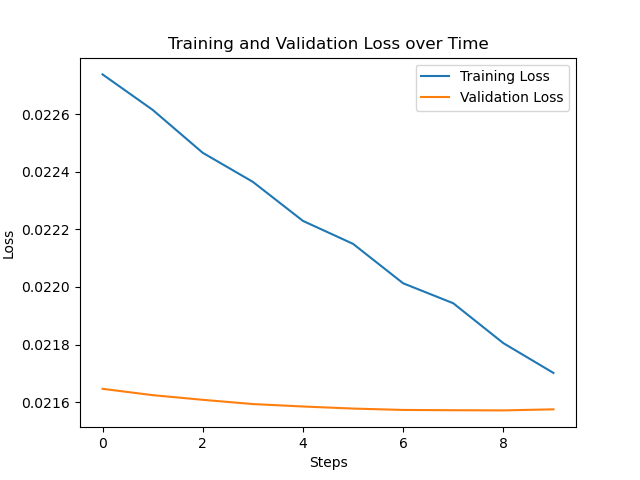 Training and Validation Loss over Time
Training Loss
Validation Loss
0.0226
0.0224
0.0222
0.0220
0.0218
0.0216
Loss
0
2
4
6
8
Steps